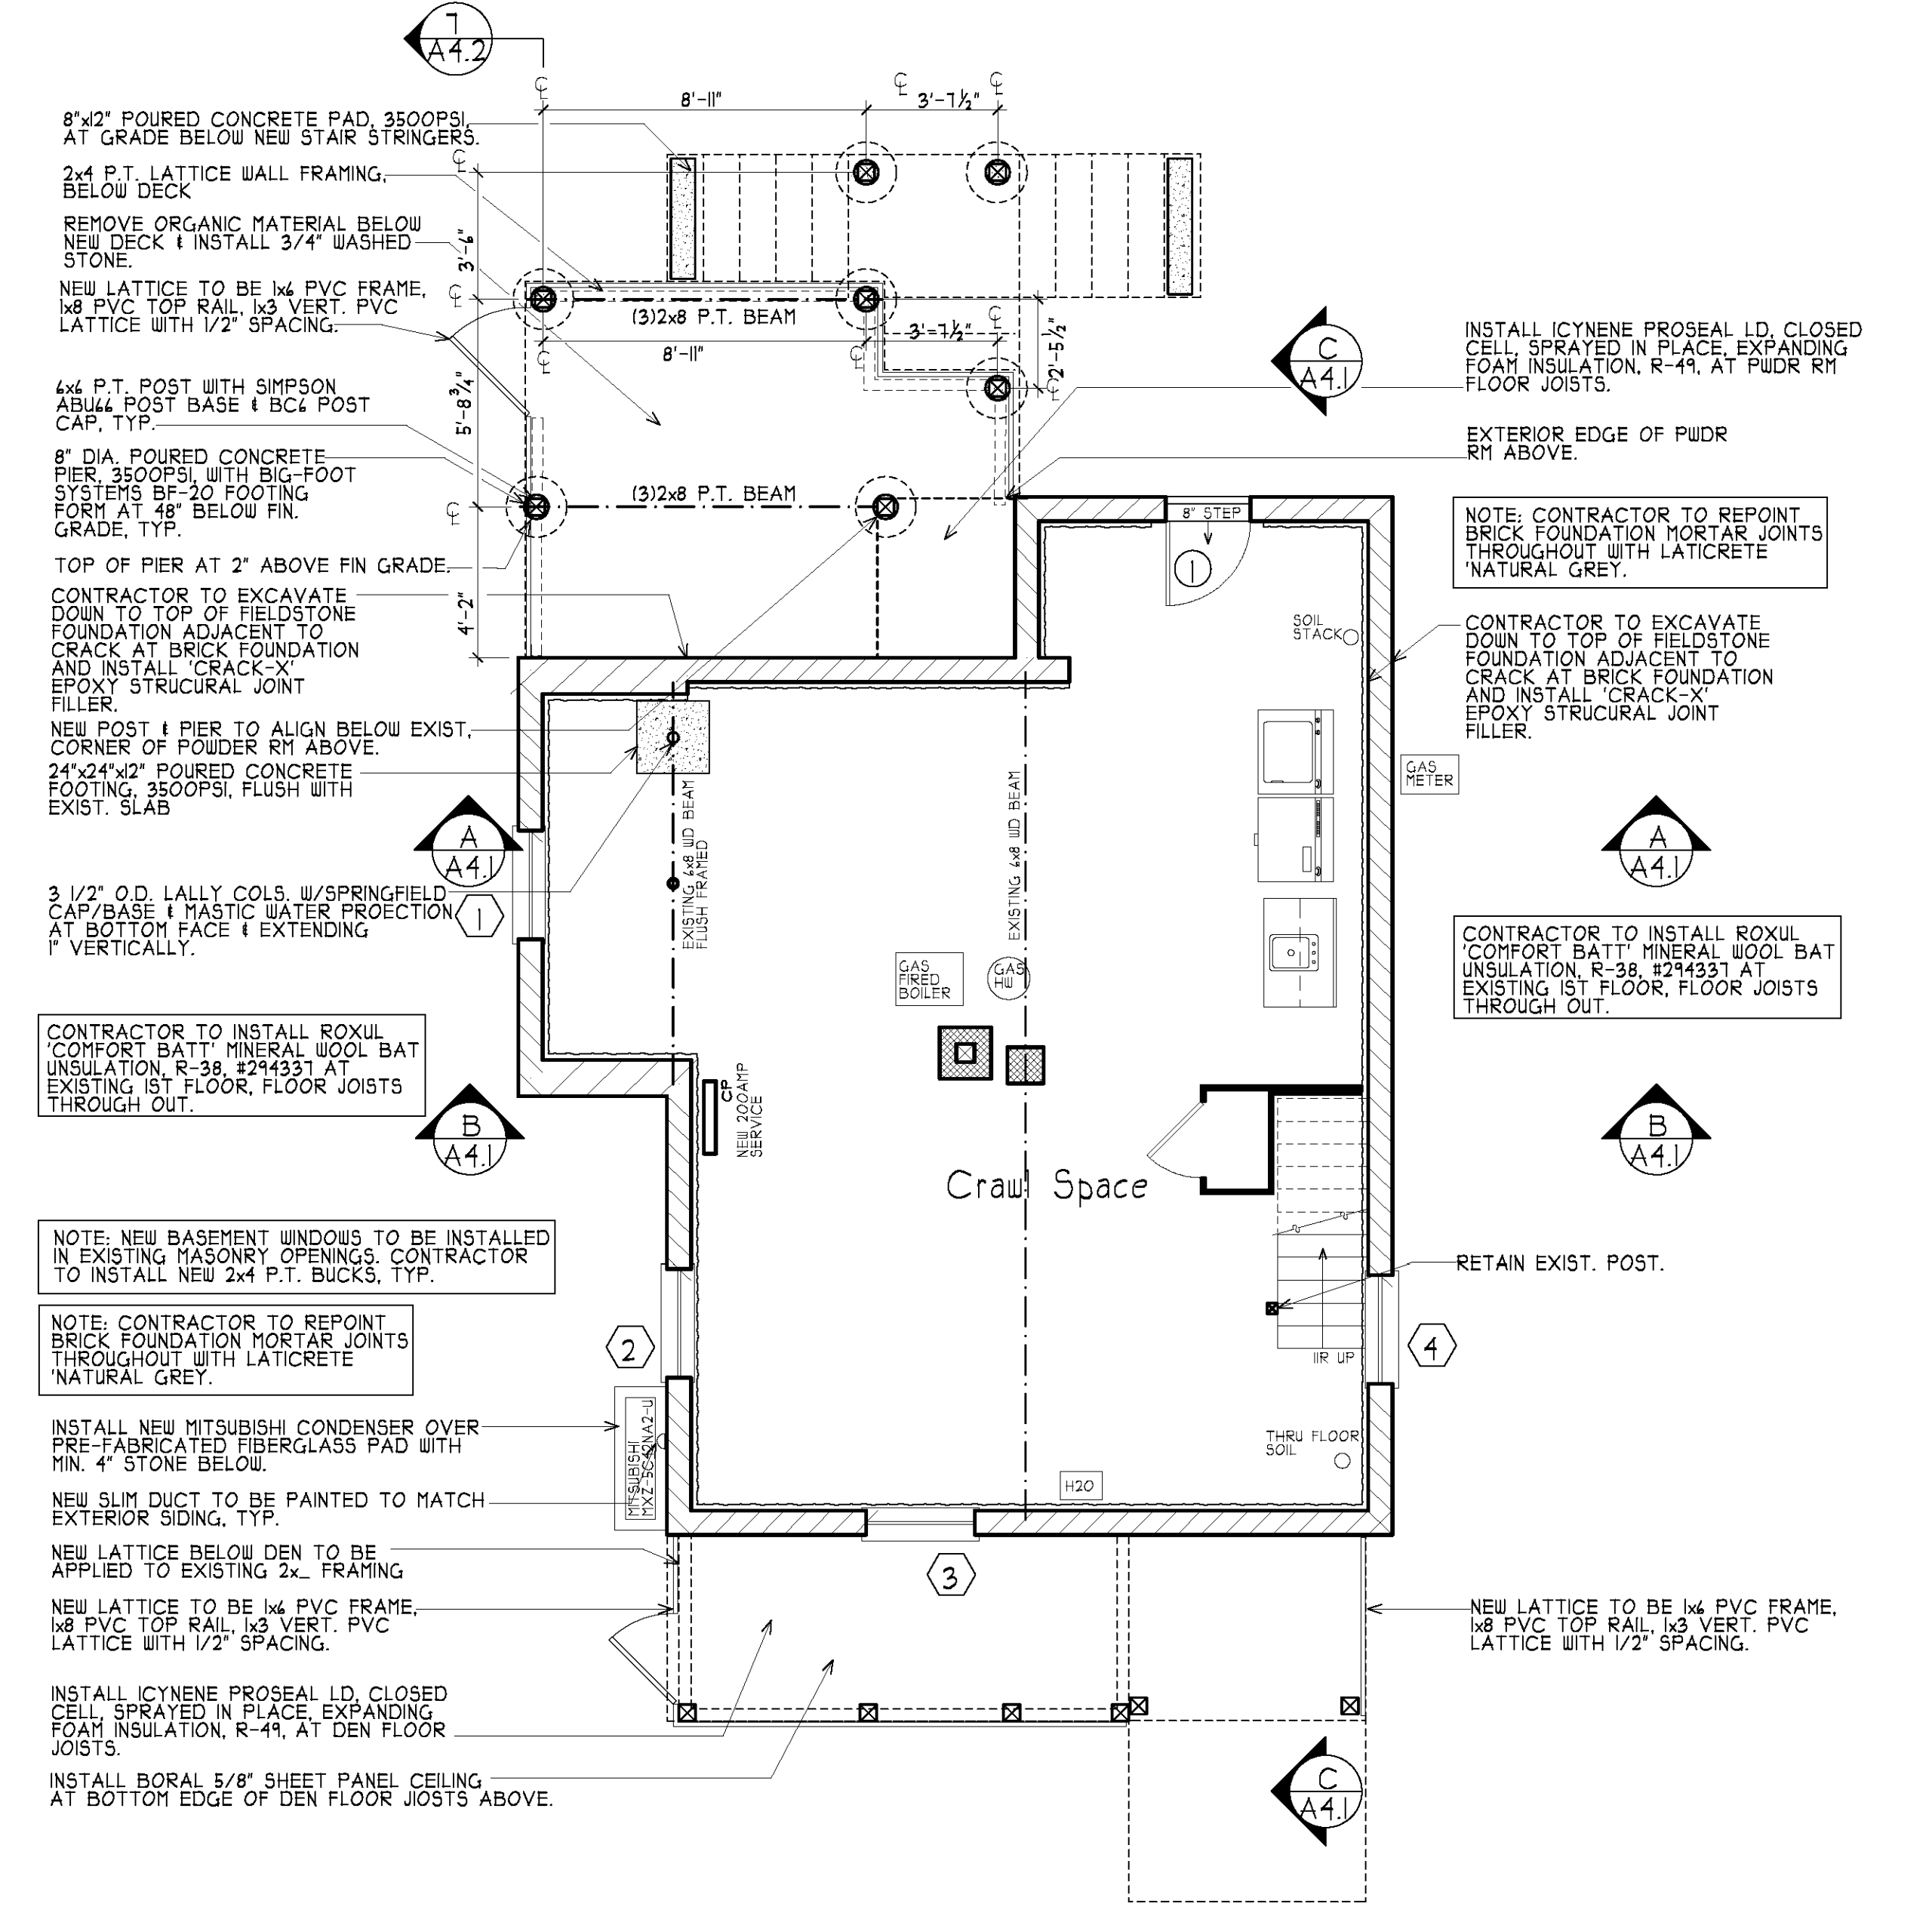 7
A4.2
℄
℄
℄
8'-11"
3'-7½"
8"x12" POURED CONCRETE PAD, 3500PSI,
AT GRADE BELOW NEW STAIR STRINGERS.
℄
2x4 P.T. LATTICE WALL FRAMING,
BELOW DECK
REMOVE ORGANIC MATERIAL BELOW
NEW DECK & INSTALL 3/4" WASHED
STONE.
3'-6"
NEW LATTICE TO BE 1x6 PVC FRAME,
1x8 PVC TOP RAIL, 1x3 VERT. PVC
LATTICE WITH 1/2" SPACING.
℄
(3)2x8 P.T. BEAM
℄
3'-7½"
8'-11"
℄
℄
2'-5½"
℄
6x6 P.T. POST WITH SIMPSON
ABU66 POST BASE & BC6 POST
CAP, TYP.
5'-8¾"
8" DIA. POURED CONCRETE
PIER, 3500PSI, WITH BIG-FOOT
SYSTEMS BF-20 FOOTING
FORM AT 48" BELOW FIN.
GRADE, TYP.
℄
(3)2x8 P.T. BEAM
TOP OF PIER AT 2" ABOVE FIN GRADE.
4'-2"
CONTRACTOR TO EXCAVATE
DOWN TO TOP OF FIELDSTONE
FOUNDATION ADJACENT TO
CRACK AT BRICK FOUNDATION
AND INSTALL 'CRACK-X'
EPOXY STRUCURAL JOINT
FILLER.
NEW POST & PIER TO ALIGN BELOW EXIST,
CORNER OF POWDER RM ABOVE.
24"x24"x12" POURED CONCRETE
FOOTING, 3500PSI, FLUSH WITH
EXIST. SLAB
A
A4.1
3 1/2" O.D. LALLY COLS. W/SPRINGFIELD
CAP/BASE & MASTIC WATER PROECTION
AT BOTTOM FACE & EXTENDING
1" VERTICALLY.
1
CONTRACTOR TO INSTALL ROXUL
'COMFORT BATT' MINERAL WOOL BAT
UNSULATION, R-38, #294337 AT
EXISTING 1ST FLOOR, FLOOR JOISTS
THROUGH OUT.
B
A4.1
NOTE: NEW BASEMENT WINDOWS TO BE INSTALLED
IN EXISTING MASONRY OPENINGS. CONTRACTOR
TO INSTALL NEW 2x4 P.T. BUCKS, TYP.
NOTE: CONTRACTOR TO REPOINT
BRICK FOUNDATION MORTAR JOINTS
THROUGHOUT WITH LATICRETE
'NATURAL GREY.
2
INSTALL NEW MITSUBISHI CONDENSER OVER
PRE-FABRICATED FIBERGLASS PAD WITH
MIN. 4" STONE BELOW.
MITSUBISHI
MXZ-5C42NA2-U
NEW SLIM DUCT TO BE PAINTED TO MATCH
EXTERIOR SIDING, TYP.
NEW LATTICE BELOW DEN TO BE
APPLIED TO EXISTING 2x_ FRAMING
NEW LATTICE TO BE 1x6 PVC FRAME,
1x8 PVC TOP RAIL, 1x3 VERT. PVC
LATTICE WITH 1/2" SPACING.
INSTALL ICYNENE PROSEAL LD, CLOSED
CELL, SPRAYED IN PLACE, EXPANDING
FOAM INSULATION, R-49, AT DEN FLOOR
JOISTS.
INSTALL BORAL 5/8" SHEET PANEL CEILING
AT BOTTOM EDGE OF DEN FLOOR JIOSTS ABOVE.
8" STEP
1
SOIL
STACK
EXISTING 6x8 WD BEAM
FLUSH FRAMED
EXISTING 6x8 WD BEAM
GAS
FIRED
BOILER
GAS
HW
CP
NEW 200AMP
SERVICE
Crawl Space
11R UP
THRU FLOOR
SOIL
H2O
3
C
A4.1
INSTALL ICYNENE PROSEAL LD, CLOSED
CELL, SPRAYED IN PLACE, EXPANDING
FOAM INSULATION, R-49, AT PWDR RM
FLOOR JOISTS.
EXTERIOR EDGE OF PWDR
RM ABOVE.
NOTE: CONTRACTOR TO REPOINT
BRICK FOUNDATION MORTAR JOINTS
THROUGHOUT WITH LATICRETE
'NATURAL GREY.
CONTRACTOR TO EXCAVATE
DOWN TO TOP OF FIELDSTONE
FOUNDATION ADJACENT TO
CRACK AT BRICK FOUNDATION
AND INSTALL 'CRACK-X'
EPOXY STRUCURAL JOINT
FILLER.
GAS
METER
A
A4.1
CONTRACTOR TO INSTALL ROXUL
'COMFORT BATT' MINERAL WOOL BAT
UNSULATION, R-38, #294337 AT
EXISTING 1ST FLOOR, FLOOR JOISTS
THROUGH OUT.
B
A4.1
RETAIN EXIST. POST.
4
NEW LATTICE TO BE 1x6 PVC FRAME,
1x8 PVC TOP RAIL, 1x3 VERT. PVC
LATTICE WITH 1/2" SPACING.
C
A4.1